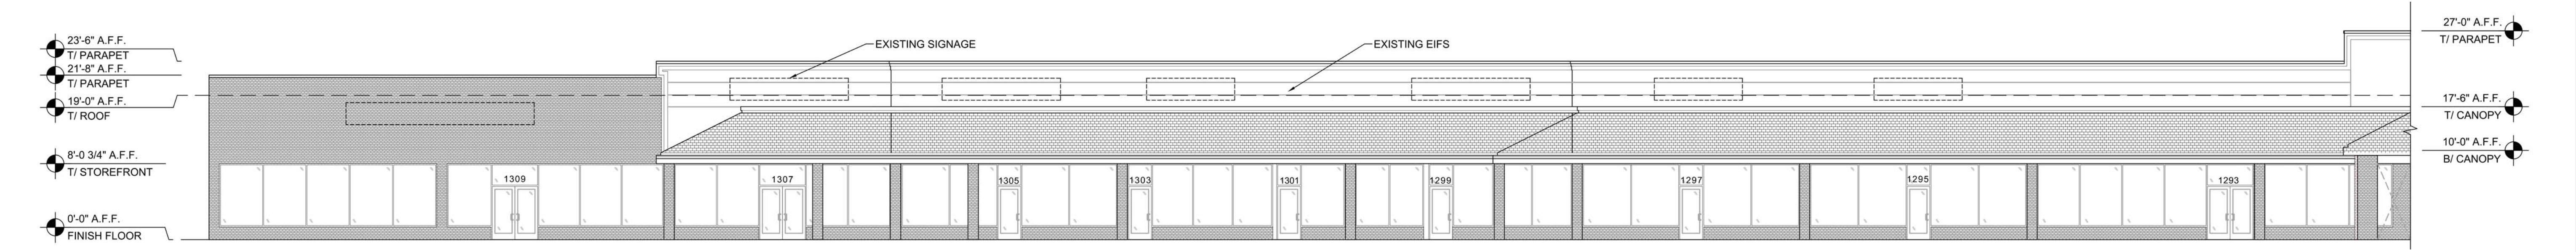 23'-6" A.F.F.
T/ PARAPET
21'-8" A.F.F.
T/ PARAPET
19'-0" A.F.F.
T/ ROOF
8'-0 3/4" A.F.F.
T/ STOREFRONT
0'-0" A.F.F.
FINISH FLOOR
EXISTING SIGNAGE
EXISTING EIFS
1309
1307
1305
1303
1301
1299
1297
1295
1293
27'-0" A.F.F.
T/ PARAPET
17'-6" A.F.F.
T/ CANOPY
10'-0" A.F.F.
B/ CANOPY